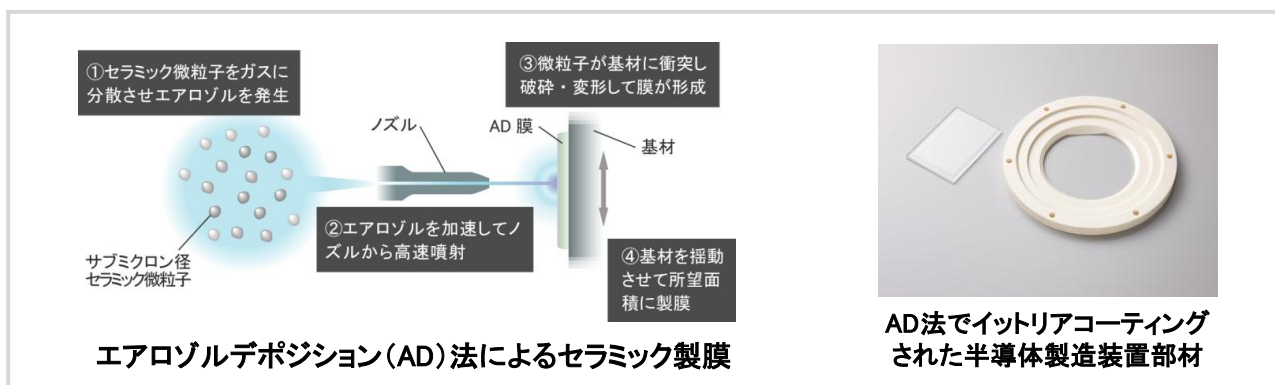 ①セラミック微粒子をガスに
分散させエアロゾルを発生
ノズル
サブミクロン径
セラミック微粒子
②エアロゾルを加速してノ
ズルから高速噴射
③微粒子が基材に衝突し
破砕・変形して膜が形成
AD 膜
基材
④基材を揺動
させて所望面
積に製膜
エアロゾルデポジション（AD）法によるセラミック製膜
AD法でイットリアコーティング
された半導体製造装置部材